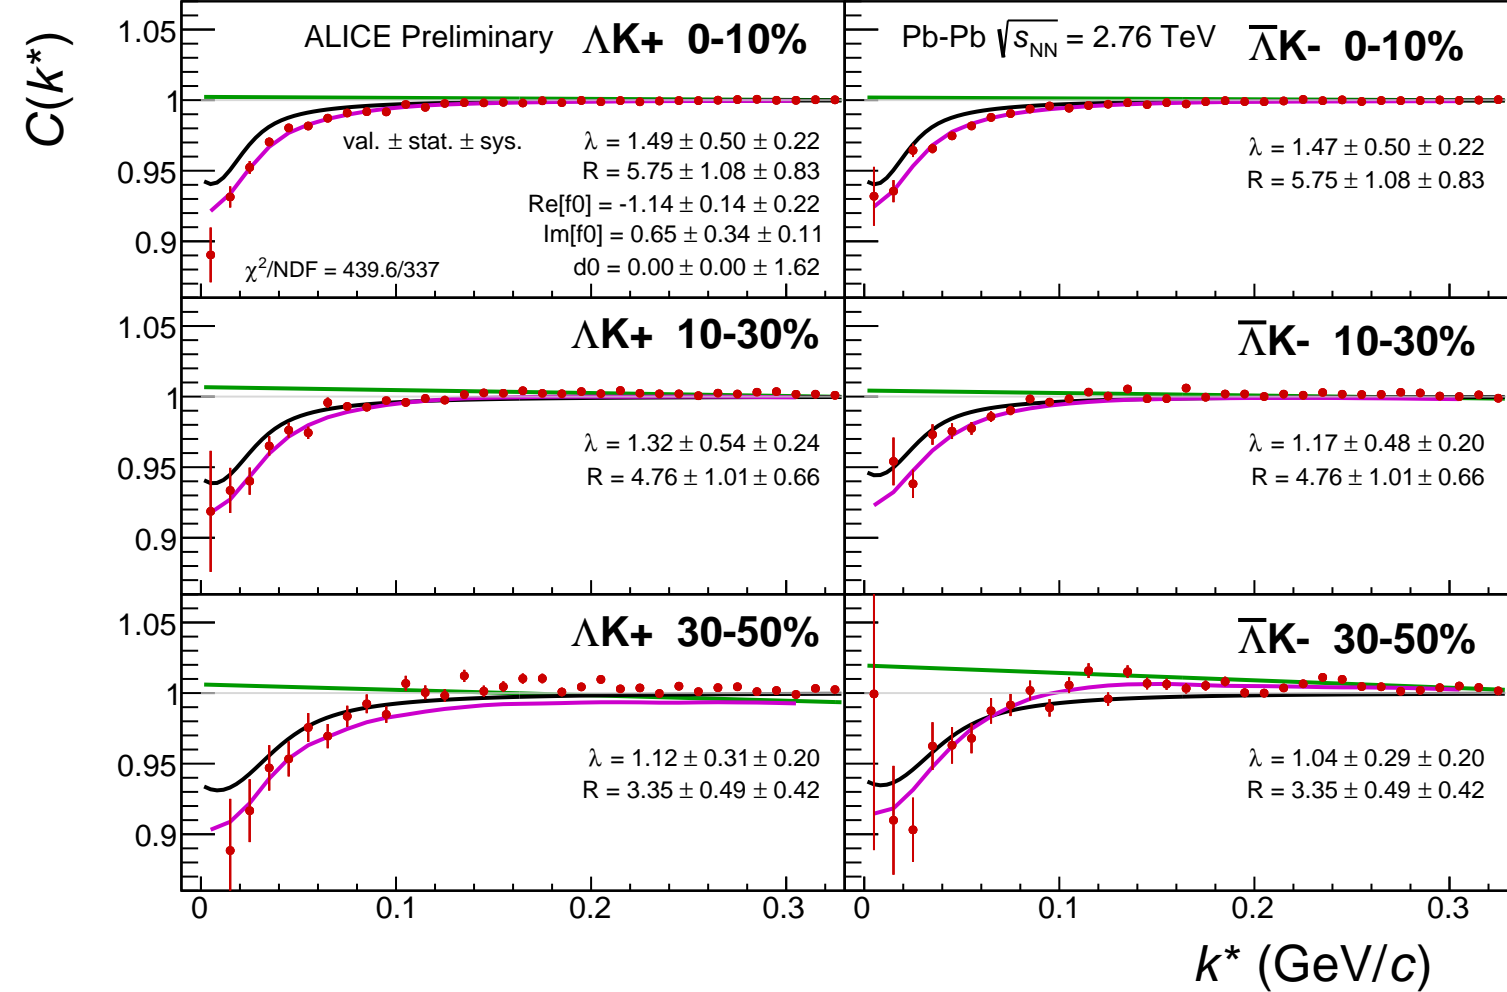 C(k*)
1.05
1
0.95
0.9
ALICE Preliminary
ΛK+ 0-10%
val. ± stat. ± sys.
λ = 1.49 ± 0.50 ± 0.22
R = 5.75 ± 1.08 ± 0.83
Re[f0] = -1.14 ± 0.14 ± 0.22
Im[f0] = 0.65 ± 0.34 ± 0.11
d0 = 0.00 ± 0.00 ± 1.62
χ²/NDF = 439.6/337
Pb-Pb √sNN = 2.76 TeV
Λ̅K- 0-10%
λ = 1.47 ± 0.50 ± 0.22
R = 5.75 ± 1.08 ± 0.83
1.05
1
0.95
0.9
ΛK+ 10-30%
λ = 1.32 ± 0.54 ± 0.24
R = 4.76 ± 1.01 ± 0.66
Λ̅K- 10-30%
λ = 1.17 ± 0.48 ± 0.20
R = 4.76 ± 1.01 ± 0.66
1.05
1
0.95
0.9
ΛK+ 30-50%
λ = 1.12 ± 0.31 ± 0.20
R = 3.35 ± 0.49 ± 0.42
Λ̅K- 30-50%
λ = 1.04 ± 0.29 ± 0.20
R = 3.35 ± 0.49 ± 0.42
0 0.1 0.2 0.3
0 0.1 0.2 0.3
k* (GeV/c)